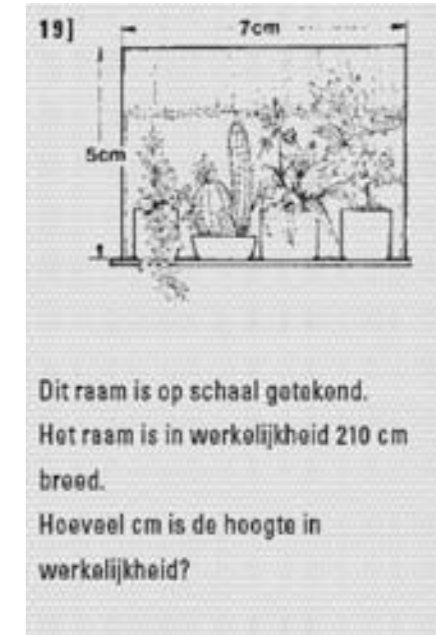 19]
7cm
5cm
Dit raam is op schaal getekend.
Het raam is in werkelijkheid 210 cm
breed.
Hoeveel cm is de hoogte in
werkelijkheid?